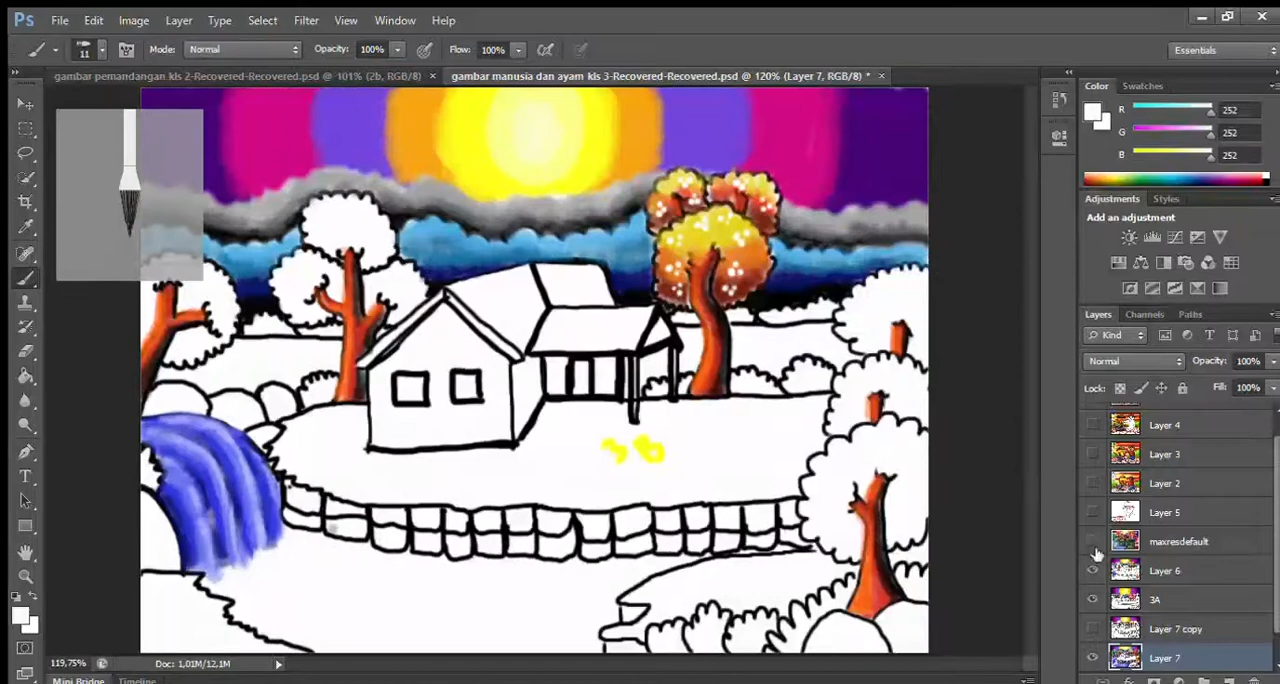 Ps File Edit Image Layer Type Select Filter View Window Help
11 Mode: Normal Opacity: 100% Flow: 100% Essentials
gambar pemandangan kls 2-Recovered-Recovered.psd @ 101% (2b, RGB/8) × gambar manusia dan ayam kls 3-Recovered-Recovered.psd @ 120% (Layer 7, RGB/8) * ×
Color Swatches
R 252
G 252
B 252
Adjustments Styles
Add an adjustment
Layers Channels Paths
Kind
Normal Opacity: 100%
Lock: Fill: 100%
Layer 4
Layer 3
Layer 2
Layer 5
maxresdefault
Layer 6
3A
Layer 7 copy
Layer 7
119,75% Doc: 1,01M/12,1M
Mini Bridge Timeline